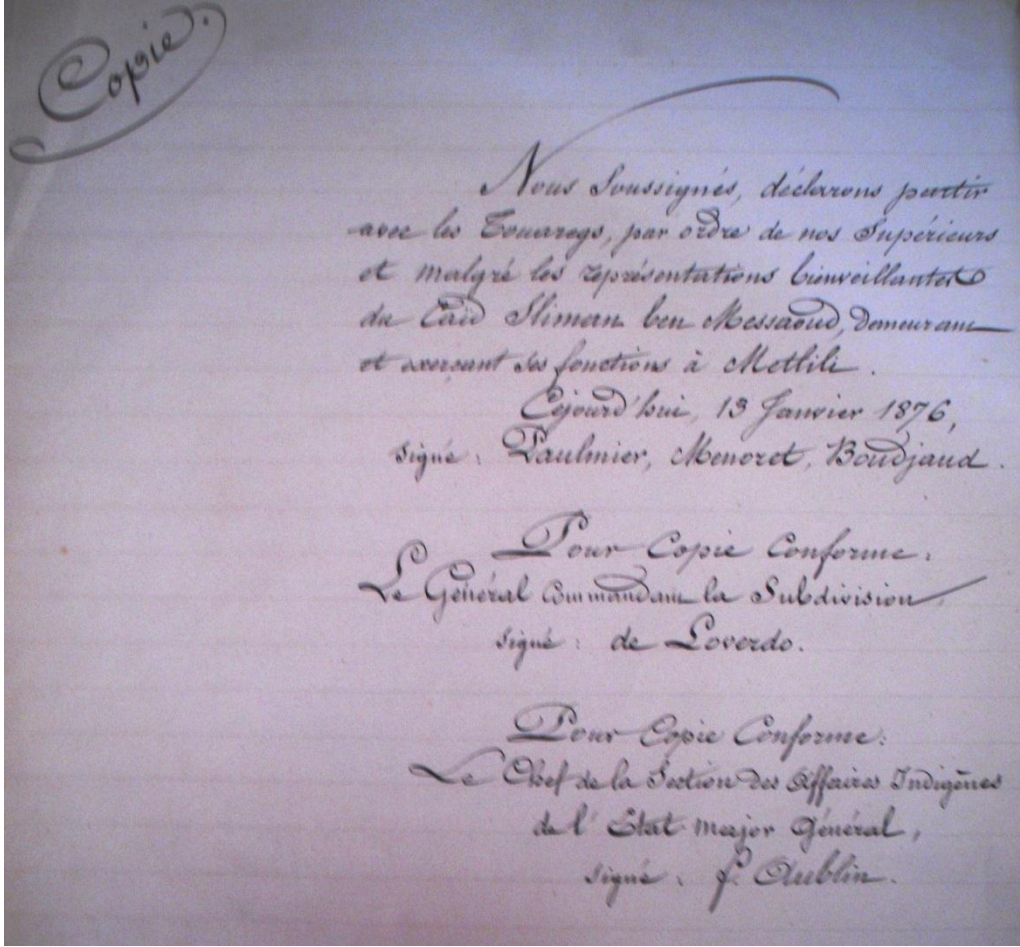 Copie.
Nous Soussignés, déclarons partir
avec les Touaregs, par ordre de nos Supérieurs
et malgré les représentations bienveillantes
du Caïd Sliman ben Messaoud, demeurant
et exerçant ses fonctions à Metlili.
Cejourd'hui, 13 Janvier 1876,
signé : Paulmier, Menoret, Boudjaud.
Pour Copie Conforme :
Le Général Commandant la Subdivision,
signé : de Loverdo.
Pour Copie Conforme :
Le Chef de la Section des Affaires Indigènes
de l'Etat major Général,
signé : f. Aublin.